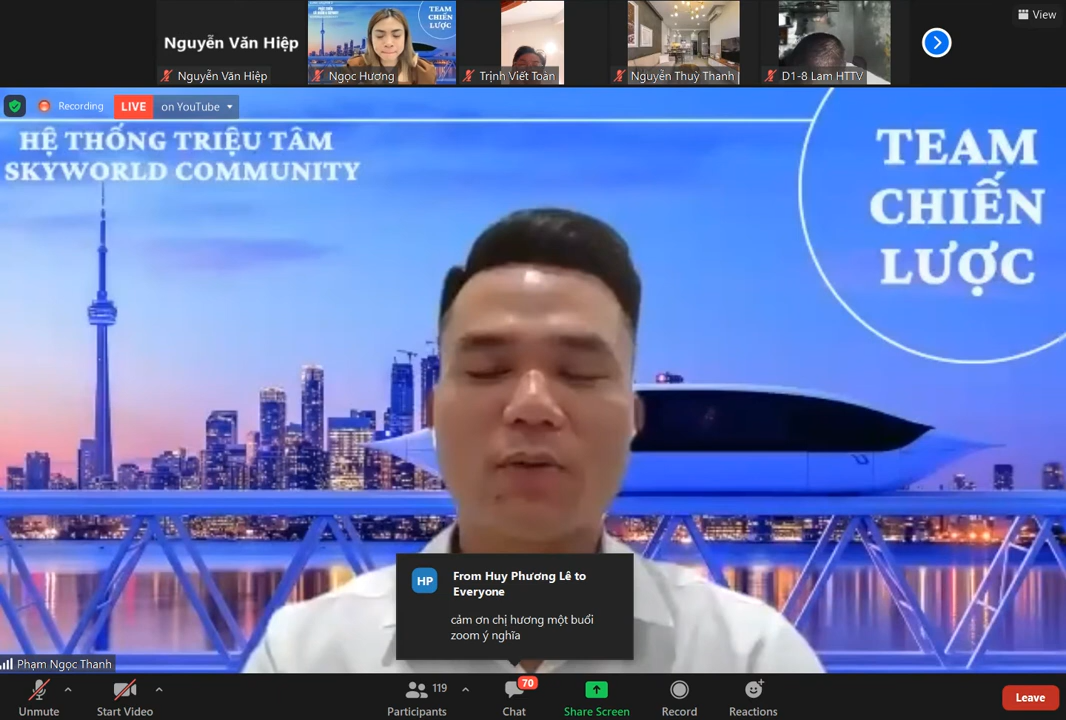 Nguyễn Văn Hiệp
Nguyễn Văn Hiệp
Ngọc Hương
Trịnh Viết Toàn
Nguyễn Thuỳ Thanh
D1-8 Lam HTTV
View
Recording
LIVE
on YouTube
HỆ THỐNG TRIỆU TÂM
SKYWORLD COMMUNITY
TEAM
CHIẾN
LƯỢC
TEAM
CHIẾN
LƯỢC
HP
From Huy Phương Lê to
Everyone
cảm ơn chị hương một buổi
zoom ý nghĩa
Phạm Ngọc Thanh
Unmute
Start Video
119
Participants
70
Chat
Share Screen
Record
Reactions
Leave